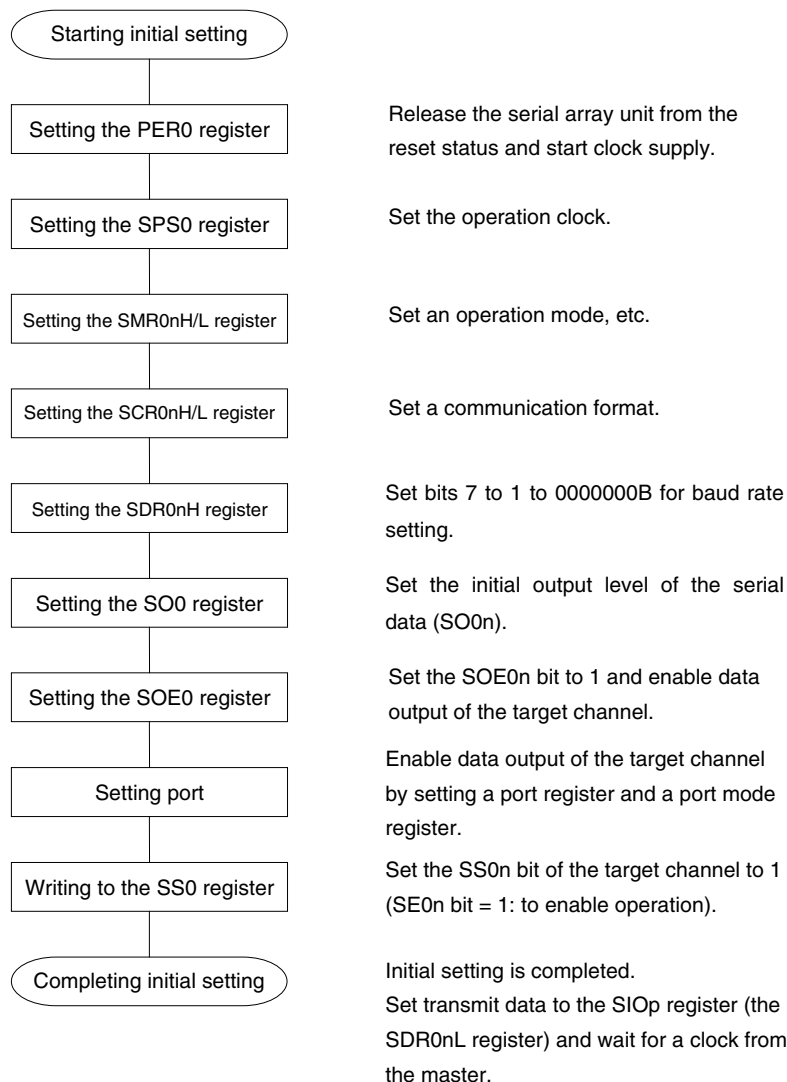 Starting initial setting
Setting the PER0 register
Release the serial array unit from the
reset status and start clock supply.
Setting the SPS0 register
Set the operation clock.
Setting the SMR0nH/L register
Set an operation mode, etc.
Setting the SCR0nH/L register
Set a communication format.
Setting the SDR0nH register
Set bits 7 to 1 to 0000000B for baud rate
setting.
Setting the SO0 register
Set the initial output level of the serial
data (SO0n).
Setting the SOE0 register
Set the SOE0n bit to 1 and enable data
output of the target channel.
Setting port
Enable data output of the target channel
by setting a port register and a port mode
register.
Writing to the SS0 register
Set the SS0n bit of the target channel to 1
(SE0n bit = 1: to enable operation).
Completing initial setting
Initial setting is completed.
Set transmit data to the SIOp register (the
SDR0nL register) and wait for a clock from
the master.